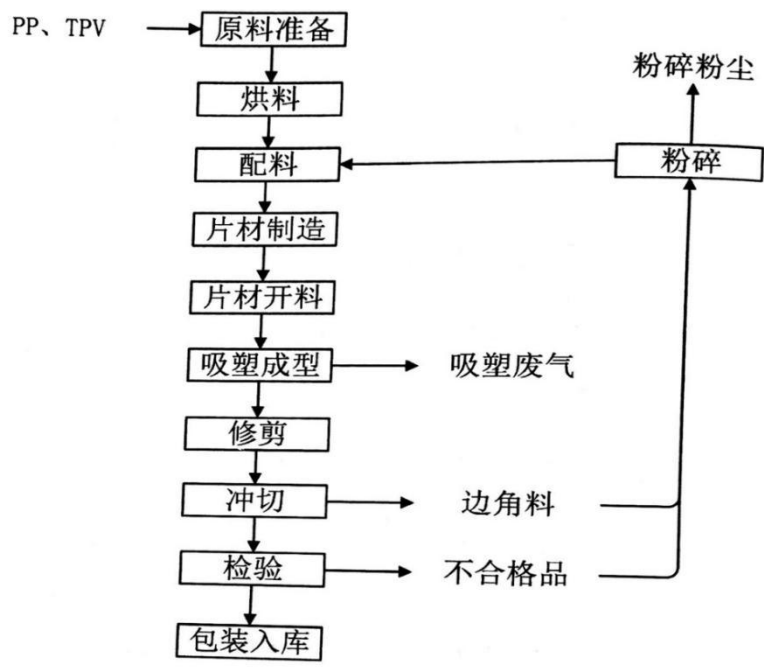 PP、TPV
原料准备
粉碎粉尘
烘料
配料
粉碎
片材制造
片材开料
吸塑成型
吸塑废气
修剪
冲切
边角料
检验
不合格品
包装入库